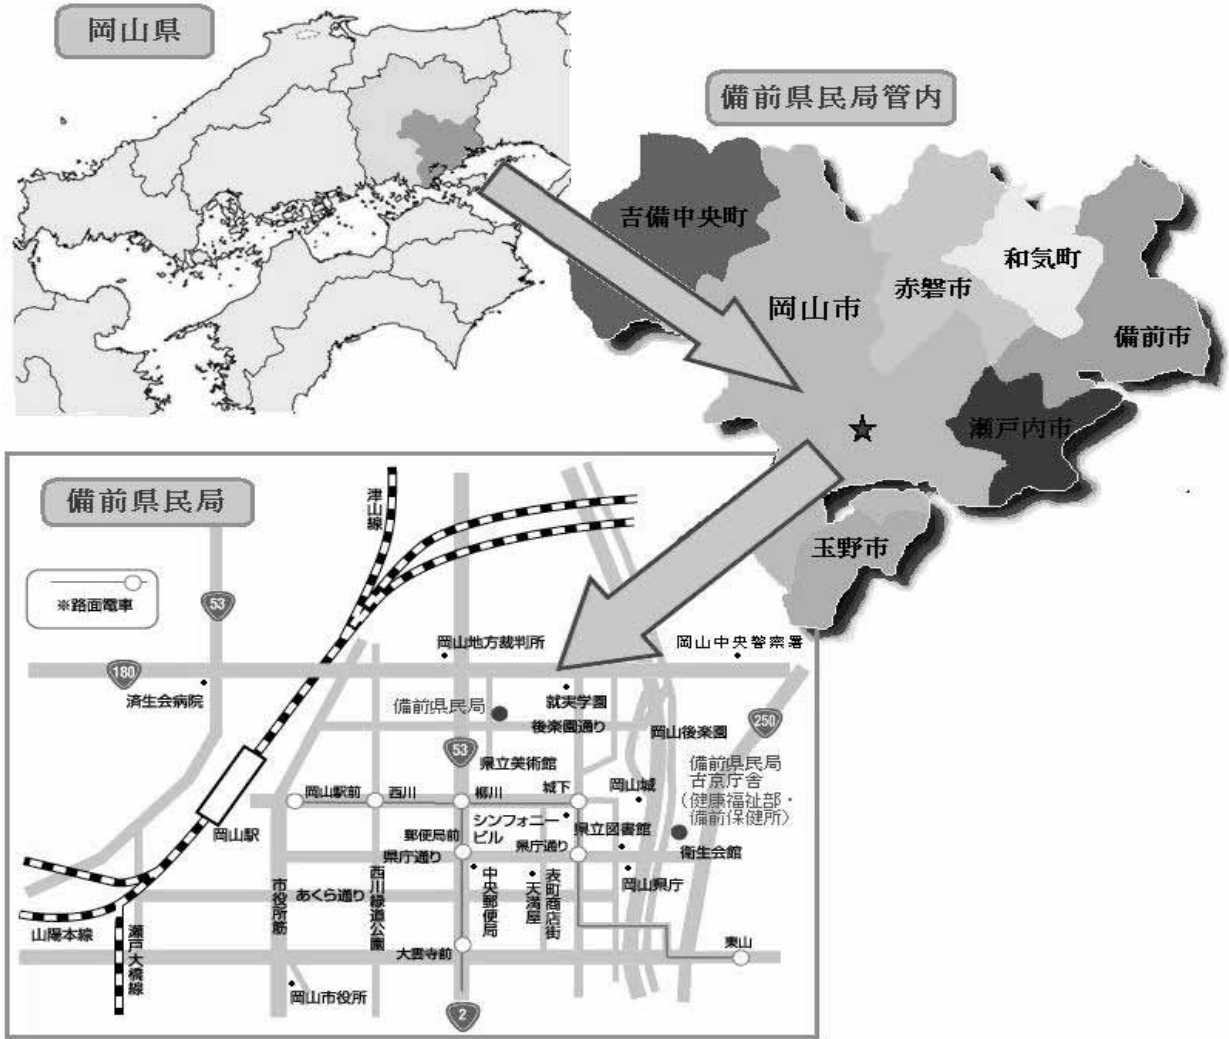 岡山県
備前県民局管内
吉備中央町
和気町
赤磐市
岡山市
備前市
瀬戸内市
玉野市
備前県民局
津山線
※路面電車
53
岡山地方裁判所
岡山中央警察署
180
済生会病院
就実学園
備前県民局
後楽園通り
岡山後楽園
250
53
県立美術館
備前県民局
古京庁舎
（健康福祉部・
備前保健所）
岡山駅前
西川
柳川
城下
岡山城
岡山駅
シンフォニー
ビル
郵便局前
県庁通り
県立図書館
県庁通り
衛生会館
岡山県庁
市役所筋
あくら通り
西川緑道公園
中央郵便局
天満屋
表町商店街
山陽本線
瀬戸大橋線
大雲寺前
東山
岡山市役所
2